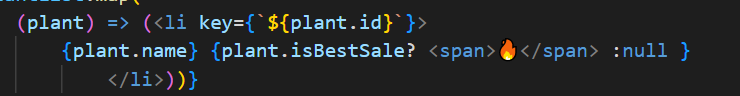 (plant) => (<li key={`${plant.id}`}>
{plant.name} {plant.isBestSale? <span>🔥</span> :null }
</li>))}